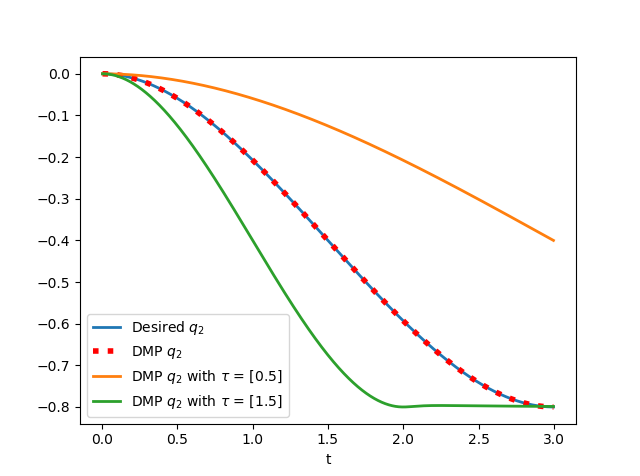 0.0
−0.1
−0.2
−0.3
−0.4
−0.5
−0.6
−0.7
−0.8
Desired q₂
DMP q₂
DMP q₂ with τ = [0.5]
DMP q₂ with τ = [1.5]
0.0 0.5 1.0 1.5 2.0 2.5 3.0
t